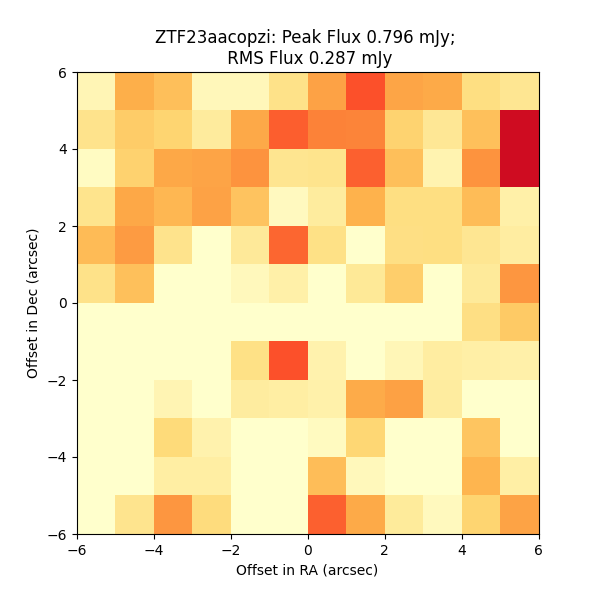 ZTF23aacopzi: Peak Flux 0.796 mJy;
RMS Flux 0.287 mJy
6
4
2
0
−2
−4
−6
Offset in Dec (arcsec)
−6 −4 −2 0 2 4 6
Offset in RA (arcsec)